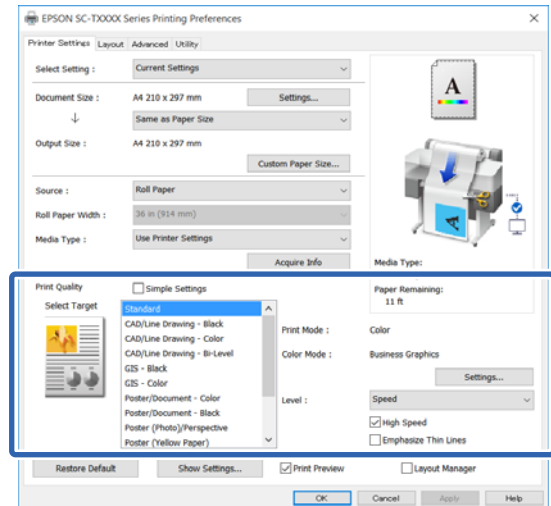 EPSON SC-TXXXX Series Printing Preferences
Printer Settings Layout Advanced Utility
Select Setting : Current Settings
Document Size : A4 210 x 297 mm Settings...
Same as Paper Size
Output Size : A4 210 x 297 mm
Custom Paper Size...
Source : Roll Paper
Roll Paper Width : 36 in (914 mm)
Media Type : Use Printer Settings
Acquire Info
A
Media Type:
Print Quality Simple Settings
Paper Remaining:
11 ft
Select Target
Standard
CAD/Line Drawing - Black
CAD/Line Drawing - Color
CAD/Line Drawing - Bi-Level
GIS - Black
GIS - Color
Poster/Document - Color
Poster/Document - Black
Poster (Photo)/Perspective
Poster (Yellow Paper)
Print Mode : Color
Color Mode : Business Graphics
Settings...
Level : Speed
High Speed
Emphasize Thin Lines
Restore Default Show Settings... Print Preview Layout Manager
OK Cancel Apply Help